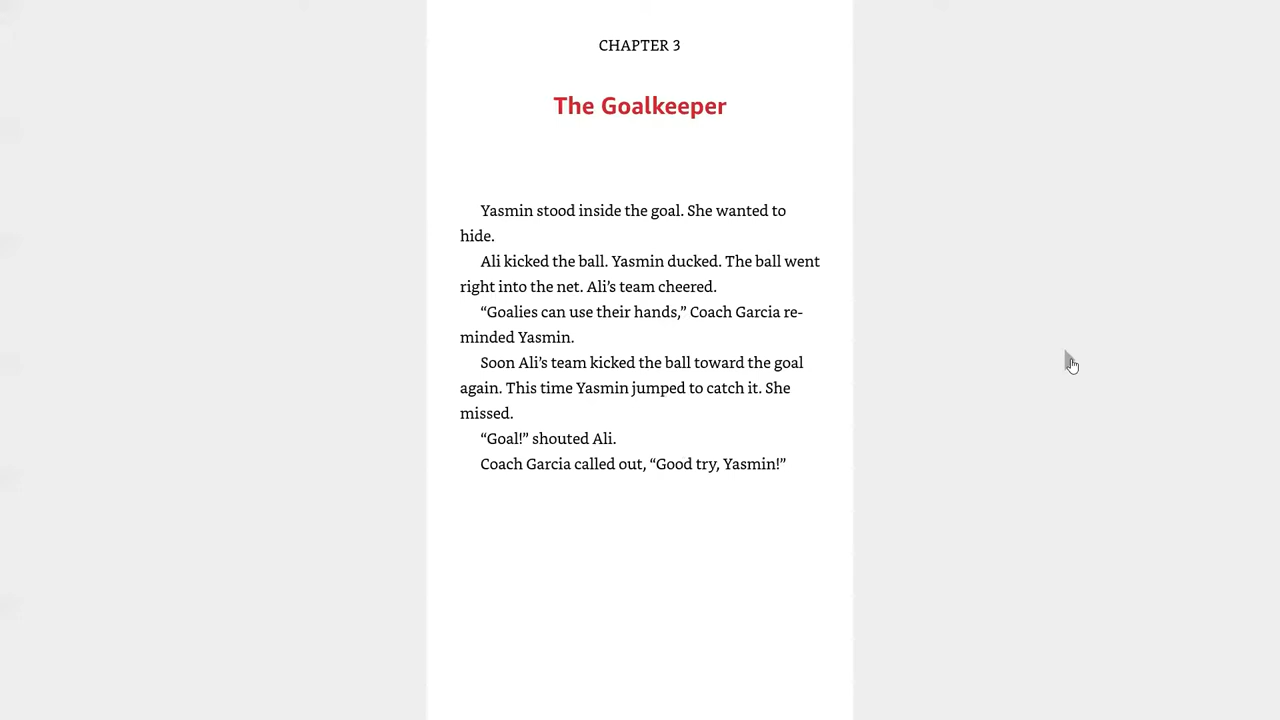 CHAPTER 3
The Goalkeeper
Yasmin stood inside the goal. She wanted to
hide.
Ali kicked the ball. Yasmin ducked. The ball went
right into the net. Ali’s team cheered.
“Goalies can use their hands,” Coach Garcia re-
minded Yasmin.
Soon Ali’s team kicked the ball toward the goal
again. This time Yasmin jumped to catch it. She
missed.
“Goal!” shouted Ali.
Coach Garcia called out, “Good try, Yasmin!”